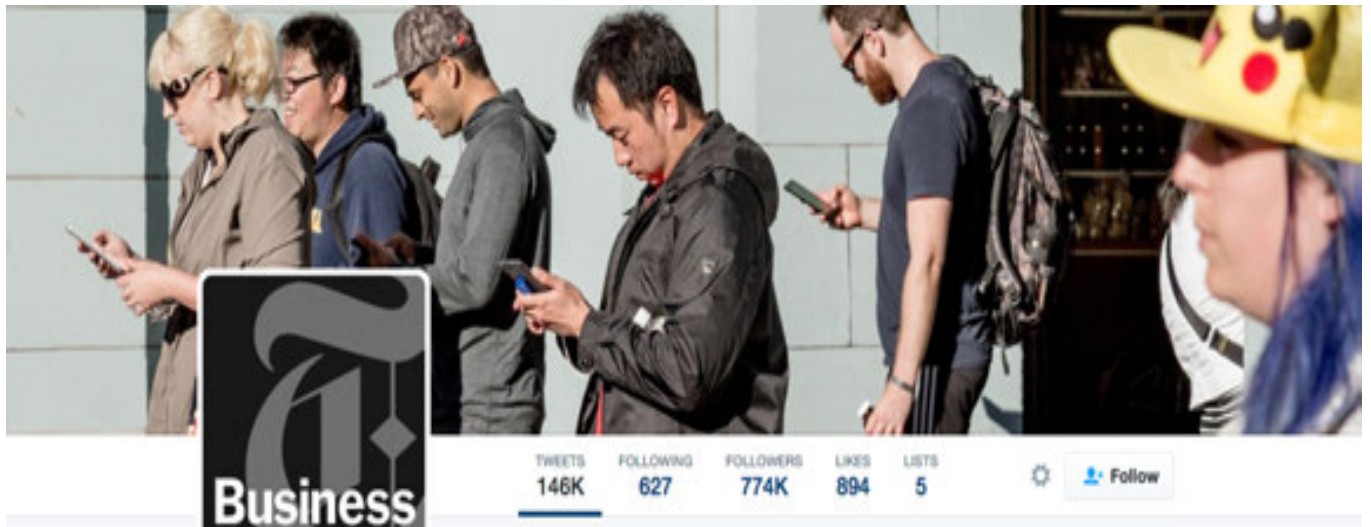 TWEETS FOLLOWING FOLLOWERS LIKES LISTS
146K 627 774K 894 5
Follow
T
Business